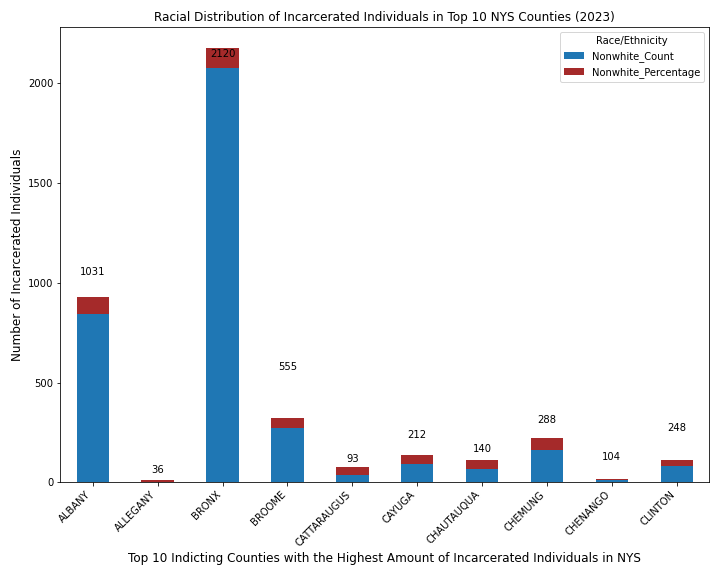 Racial Distribution of Incarcerated Individuals in Top 10 NYS Counties (2023)
Race/Ethnicity
Nonwhite_Count
Nonwhite_Percentage
Number of Incarcerated Individuals
2000
1500
1000
500
0
1031
36
2120
555
93
212
140
288
104
248
ALBANY
ALLEGANY
BRONX
BROOME
CATTARAUGUS
CAYUGA
CHAUTAUQUA
CHEMUNG
CHENANGO
CLINTON
Top 10 Indicting Counties with the Highest Amount of Incarcerated Individuals in NYS